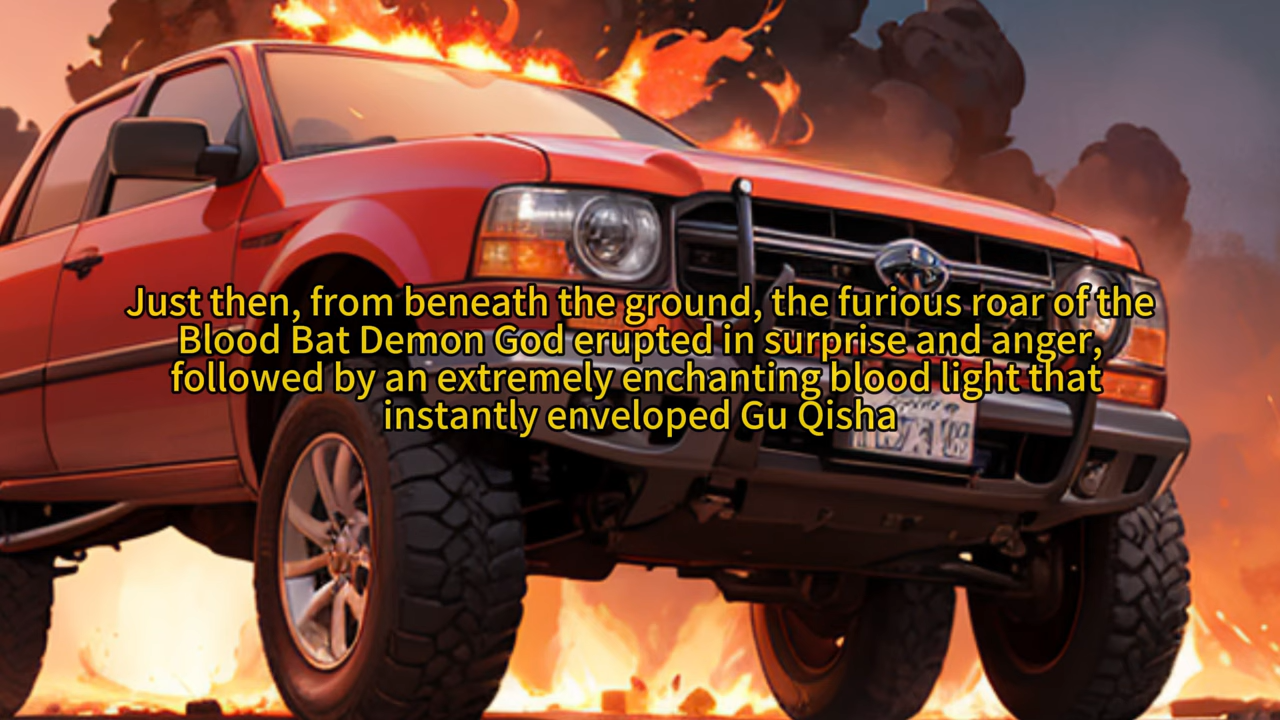 Just then, from beneath the ground, the furious roar of the
Blood Bat Demon God erupted in surprise and anger,
followed by an extremely enchanting blood light that
instantly enveloped Gu Qisha